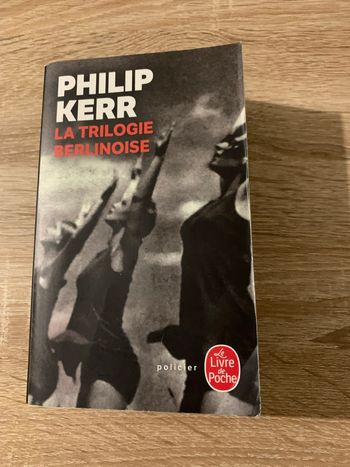 PHILIP
KERR
LA TRILOGIE
BERLINOISE
policier
Le
Livre
de
Poche